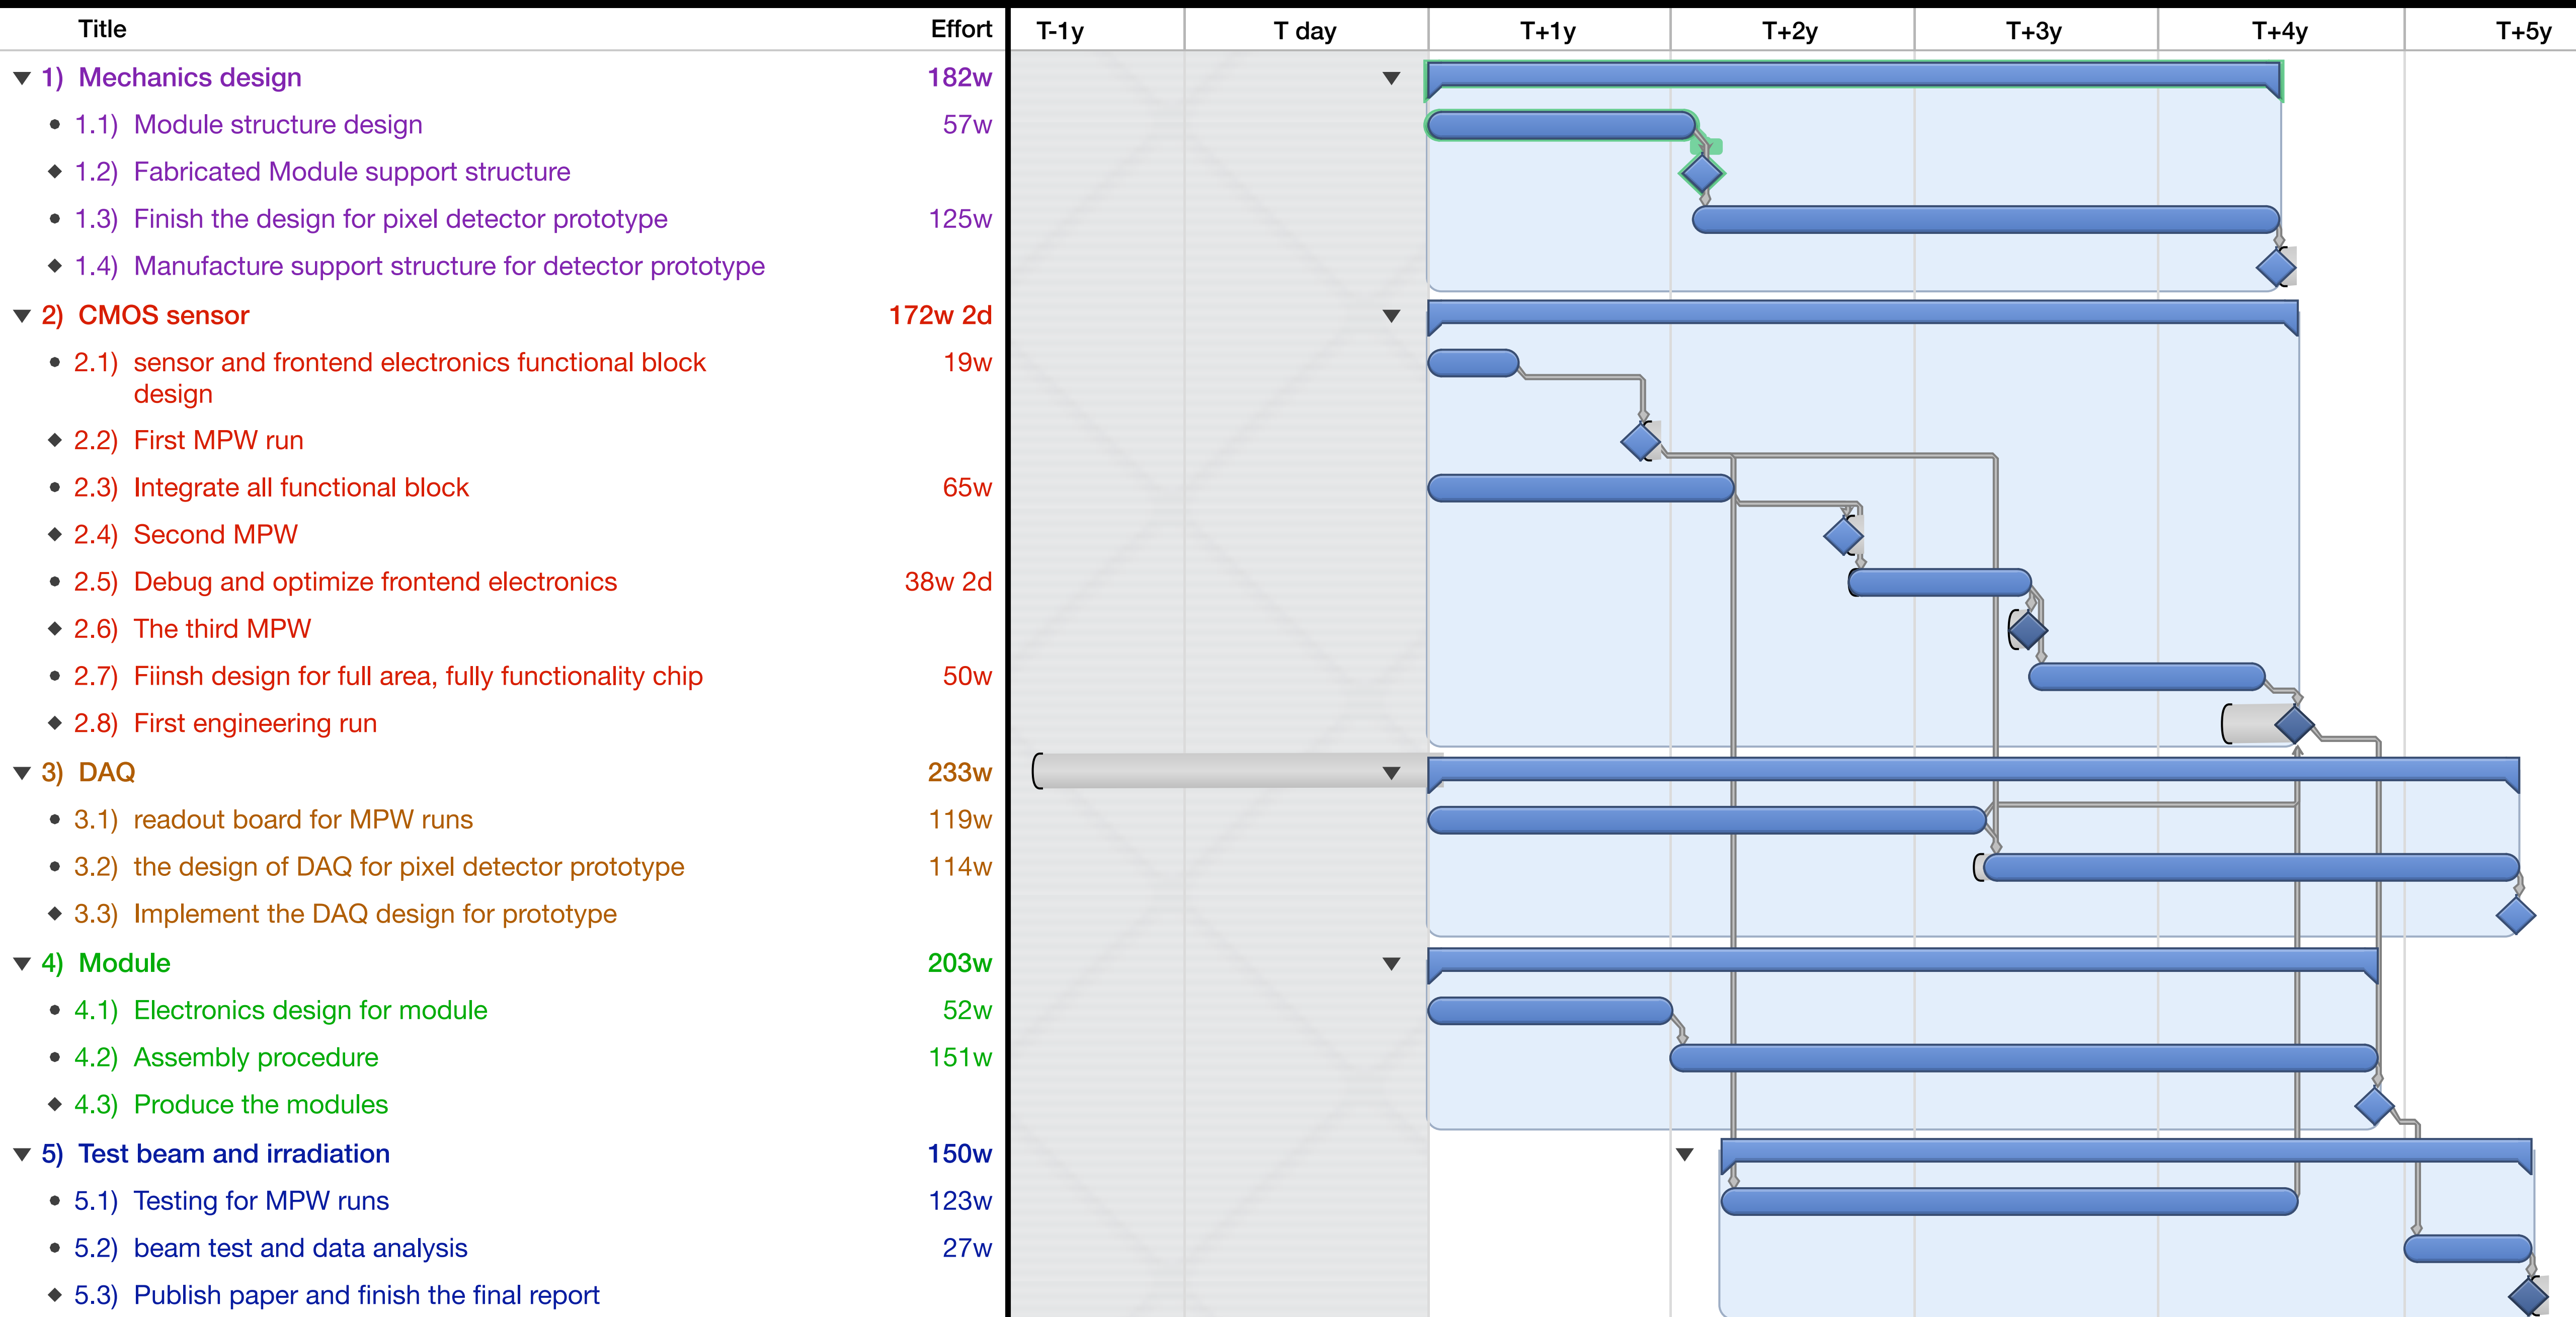 Title Effort T-1y T day T+1y T+2y T+3y T+4y T+5y
1) Mechanics design 182w
1.1) Module structure design 57w
1.2) Fabricated Module support structure
1.3) Finish the design for pixel detector prototype 125w
1.4) Manufacture support structure for detector prototype
2) CMOS sensor 172w 2d
2.1) sensor and frontend electronics functional block 19w
design
2.2) First MPW run
2.3) Integrate all functional block 65w
2.4) Second MPW
2.5) Debug and optimize frontend electronics 38w 2d
2.6) The third MPW
2.7) Fiinsh design for full area, fully functionality chip 50w
2.8) First engineering run
3) DAQ 233w
3.1) readout board for MPW runs 119w
3.2) the design of DAQ for pixel detector prototype 114w
3.3) Implement the DAQ design for prototype
4) Module 203w
4.1) Electronics design for module 52w
4.2) Assembly procedure 151w
4.3) Produce the modules
5) Test beam and irradiation 150w
5.1) Testing for MPW runs 123w
5.2) beam test and data analysis 27w
5.3) Publish paper and finish the final report